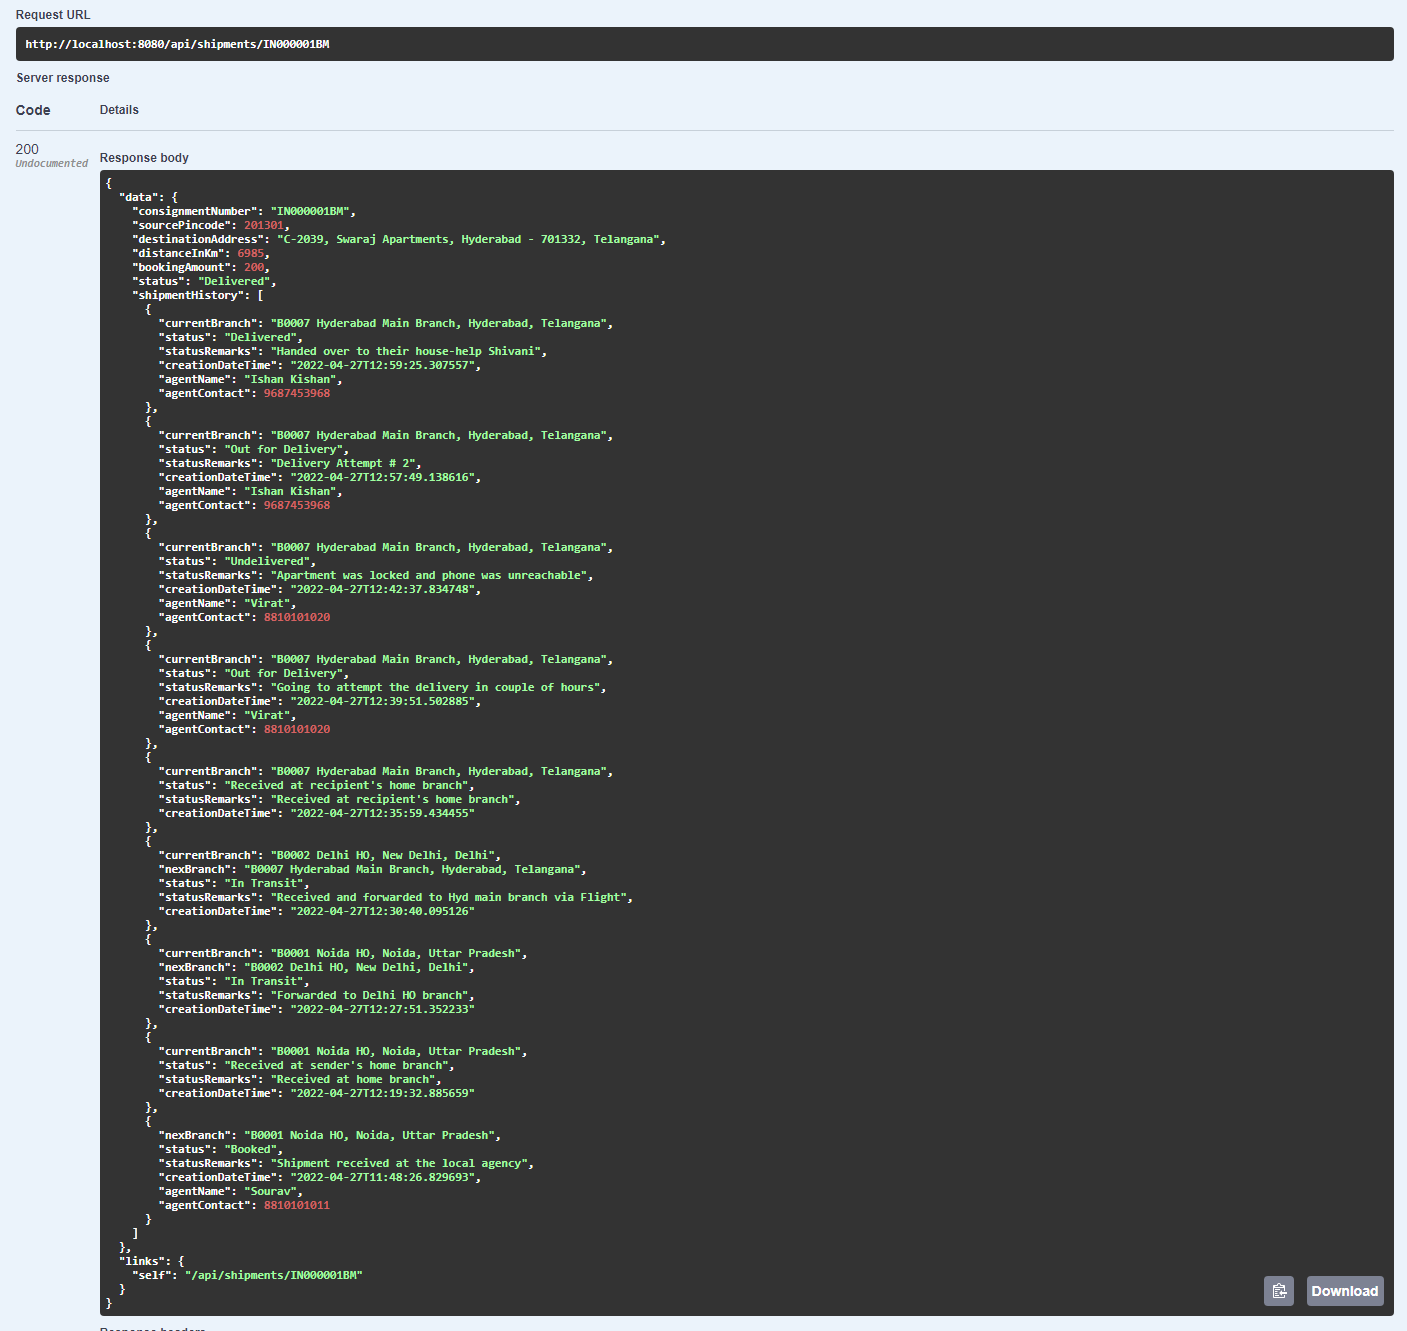 Request URL
http://localhost:8080/api/shipments/IN000001BM
Server response
Code Details
200
Undocumented
Response body
{
  "data": {
    "consignmentNumber": "IN000001BM",
    "sourcePincode": 201301,
    "destinationAddress": "C-2039, Swaraj Apartments, Hyderabad - 701332, Telangana",
    "distanceInKm": 6985,
    "bookingAmount": 200,
    "status": "Delivered",
    "shipmentHistory": [
      {
        "currentBranch": "B0007 Hyderabad Main Branch, Hyderabad, Telangana",
        "status": "Delivered",
        "statusRemarks": "Handed over to their house-help Shivani",
        "creationDateTime": "2022-04-27T12:59:25.307557",
        "agentName": "Ishan Kishan",
        "agentContact": 9687453968
      },
      {
        "currentBranch": "B0007 Hyderabad Main Branch, Hyderabad, Telangana",
        "status": "Out for Delivery",
        "statusRemarks": "Delivery Attempt # 2",
        "creationDateTime": "2022-04-27T12:57:49.138616",
        "agentName": "Ishan Kishan",
        "agentContact": 9687453968
      },
      {
        "currentBranch": "B0007 Hyderabad Main Branch, Hyderabad, Telangana",
        "status": "Undelivered",
        "statusRemarks": "Apartment was locked and phone was unreachable",
        "creationDateTime": "2022-04-27T12:42:37.834748",
        "agentName": "Virat",
        "agentContact": 8810101020
      },
      {
        "currentBranch": "B0007 Hyderabad Main Branch, Hyderabad, Telangana",
        "status": "Out for Delivery",
        "statusRemarks": "Going to attempt the delivery in couple of hours",
        "creationDateTime": "2022-04-27T12:39:51.502885",
        "agentName": "Virat",
        "agentContact": 8810101020
      },
      {
        "currentBranch": "B0007 Hyderabad Main Branch, Hyderabad, Telangana",
        "status": "Received at recipient's home branch",
        "statusRemarks": "Received at recipient's home branch",
        "creationDateTime": "2022-04-27T12:35:59.434455"
      },
      {
        "currentBranch": "B0002 Delhi HO, New Delhi, Delhi",
        "nexBranch": "B0007 Hyderabad Main Branch, Hyderabad, Telangana",
        "status": "In Transit",
        "statusRemarks": "Received and forwarded to Hyd main branch via Flight",
        "creationDateTime": "2022-04-27T12:30:40.095126"
      },
      {
        "currentBranch": "B0001 Noida HO, Noida, Uttar Pradesh",
        "nexBranch": "B0002 Delhi HO, New Delhi, Delhi",
        "status": "In Transit",
        "statusRemarks": "Forwarded to Delhi HO branch",
        "creationDateTime": "2022-04-27T12:27:51.352233"
      },
      {
        "currentBranch": "B0001 Noida HO, Noida, Uttar Pradesh",
        "status": "Received at sender's home branch",
        "statusRemarks": "Received at home branch",
        "creationDateTime": "2022-04-27T12:19:32.885659"
      },
      {
        "nexBranch": "B0001 Noida HO, Noida, Uttar Pradesh",
        "status": "Booked",
        "statusRemarks": "Shipment received at the local agency",
        "creationDateTime": "2022-04-27T11:48:26.829693",
        "agentName": "Sourav",
        "agentContact": 8810101011
      }
    ]
  },
  "links": {
    "self": "/api/shipments/IN000001BM"
  }
}
Download
Response headers